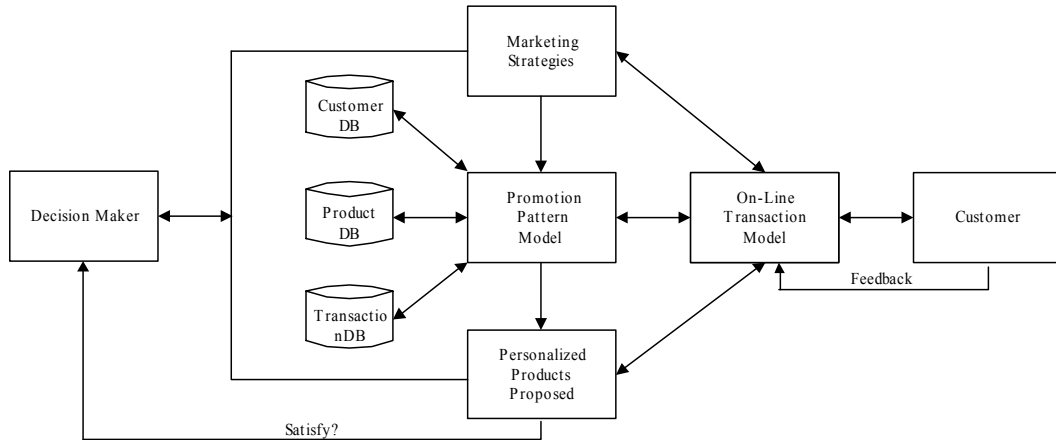 Marketing
Strategies
Customer
DB
Decision Maker
Product
DB
Promotion
Pattern
Model
On-Line
Transaction
Model
Customer
Feedback
Transactio
nDB
Personalized
Products
Proposed
Satisfy?